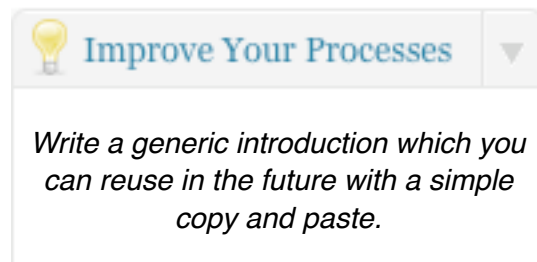 Improve Your Processes
Write a generic introduction which you
can reuse in the future with a simple
copy and paste.